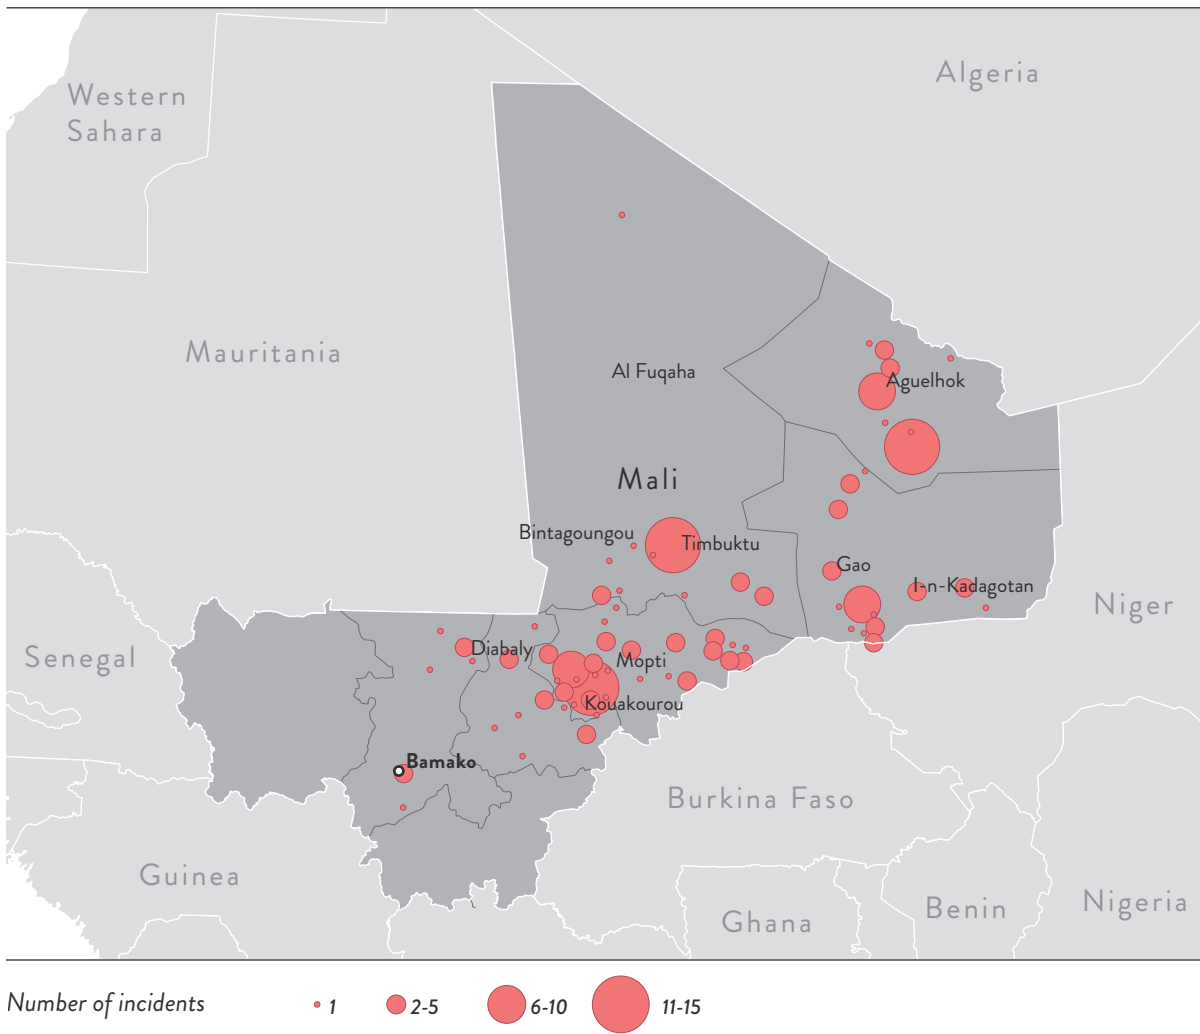 Algeria
Western
Sahara
Mauritania
Al Fuqaha
Aguelhok
Mali
Bintagoungou
Timbuktu
Gao
I-n-Kadagotan
Niger
Senegal
Diabaly
Mopti
Kouakourou
Bamako
Burkina Faso
Guinea
Ghana
Benin
Nigeria
Number of incidents
1
2-5
6-10
11-15